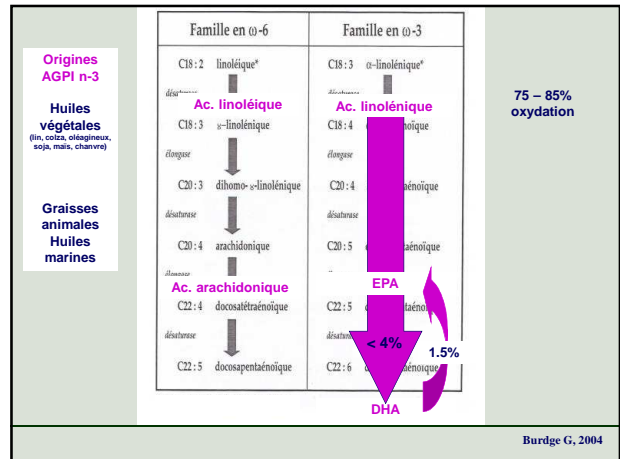 Origines
AGPI n-3
Huiles
végétales
(lin, colza, oléagineux,
soja, maïs, chanvre)
Graisses
animales
Huiles
marines
Famille en ω-6
C18 : 2 linoléique*
Ac. linoléique
C18 : 3 ४-linolénique
élongase
C20 : 3 dihomo-४-linolénique
désaturase
C20 : 4 arachidonique
Ac. arachidonique
C22 : 4 docosatétraénoïque
désaturase
C22 : 5 docosapentaénoïque
Famille en ω-3
C18 : 3 α-linolénique*
désaturase
Ac. linolénique
C18 : 4
élongase
C20 : 4
désaturase
C20 : 5
EPA
C22 : 5
désaturase
< 4%
1.5%
C22 : 6
DHA
75 – 85%
oxydation
Burdge G, 2004